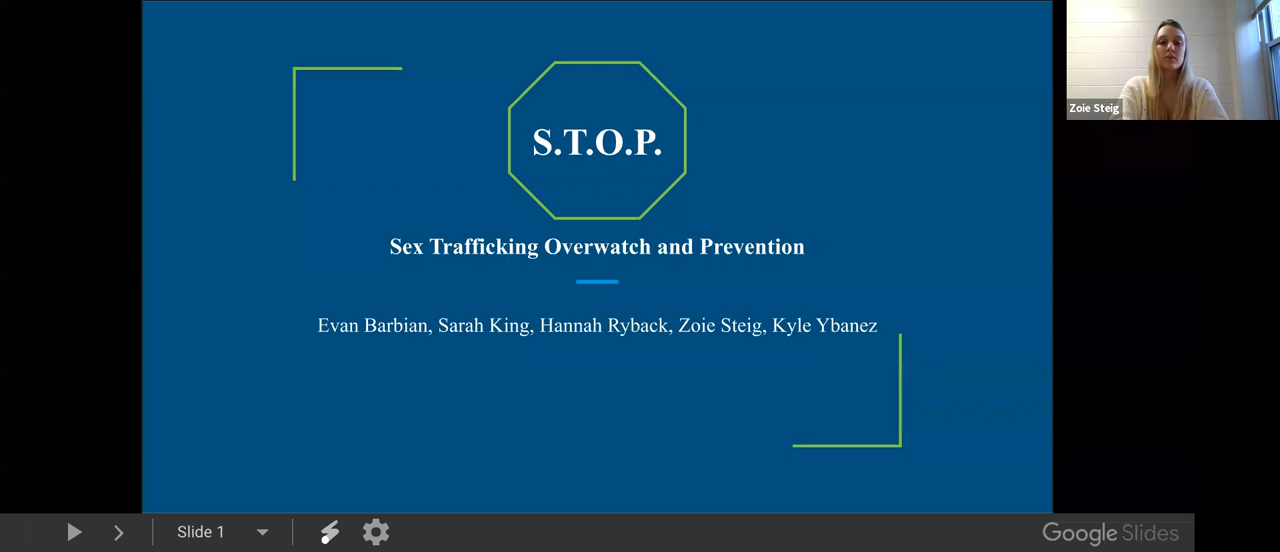 S.T.O.P.
Sex Trafficking Overwatch and Prevention
Evan Barbian, Sarah King, Hannah Ryback, Zoie Steig, Kyle Ybanez
Zoie Steig
Slide 1
Google Slides